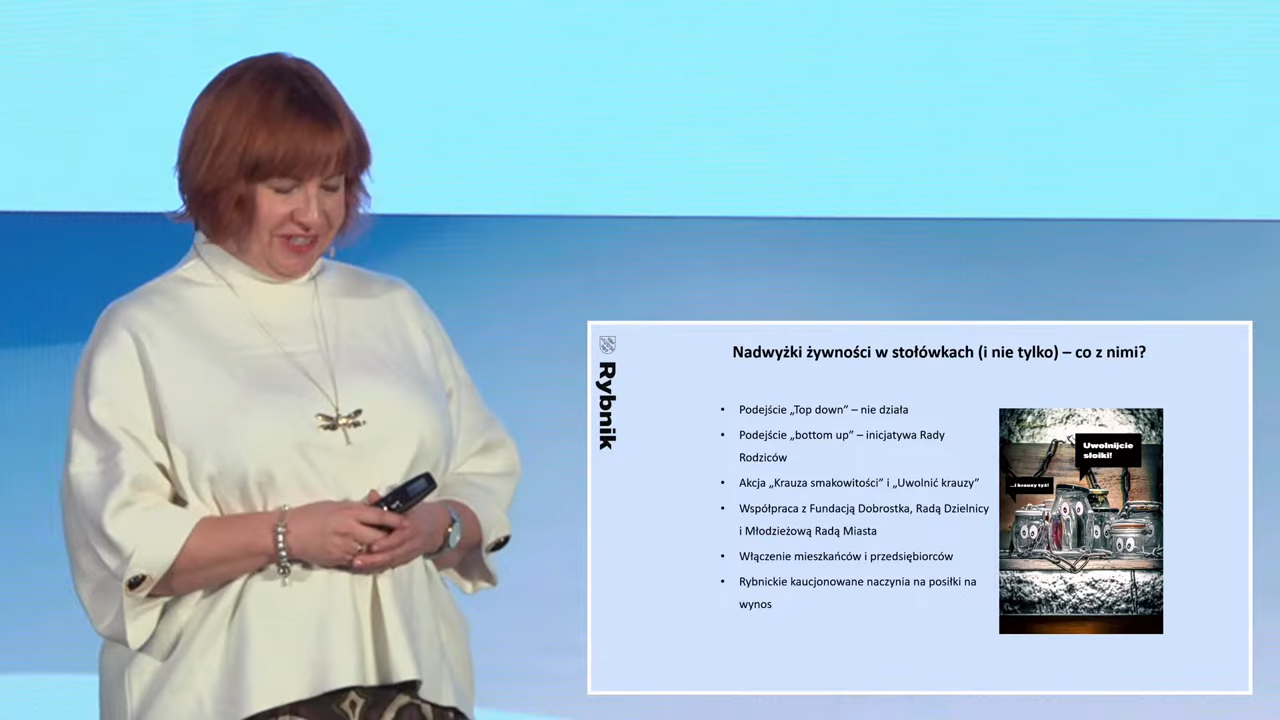 Rybnik
Nadwyżki żywności w stołówkach (i nie tylko) – co z nimi?
• Podejście „Top down” – nie działa
• Podejście „bottom up” – inicjatywa Rady
Rodziców
• Akcja „Krauza smakowitości” i „Uwolnić krauzy”
• Współpraca z Fundacją Dobrostka, Radą Dzielnicy
i Młodzieżową Radą Miasta
• Włączenie mieszkańców i przedsiębiorców
• Rybnickie kaucjonowane naczynia na posiłki na
wynos
Uwolnijcie
słoiki!
...i krauzy tyż!